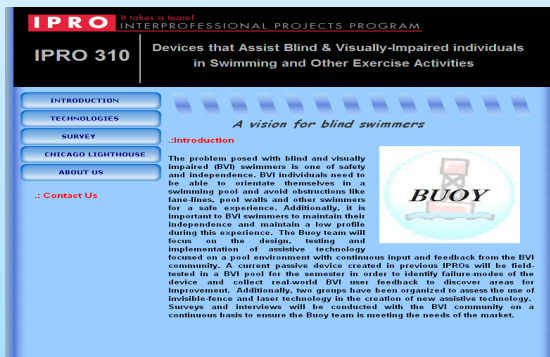 IPRO It takes a team!
INTERPROFESSIONAL PROJECTS PROGRAM
IPRO 310
Devices that Assist Blind & Visually-Impaired individuals
in Swimming and Other Exercise Activities
INTRODUCTION
TECHNOLOGIES
SURVEY
CHICAGO LIGHTHOUSE
ABOUT US
.: Contact Us
A vision for blind swimmers
.:Introduction
The problem posed with blind and visually
impaired (BVI) swimmers is one of safety
and independence. BVI individuals need to
be able to orientate themselves in a
swimming pool and avoid obstructions like
lane-lines, pool walls and other swimmers
for a safe experience. Additionally, it is
important to BVI swimmers to maintain their
independence and maintain a low profile
during this experience. The Buoy team will
focus on the design, testing and
implementation of assistive technology
focused on a pool environment with continuous input and feedback from the BVI
community. A current passive device created in previous IPROs will be field-
tested in a BVI pool for the semester in order to identify failure-modes of the
device and collect real-world BVI user feedback to discover areas for
improvement. Additionally, two groups have been organized to assess the use of
invisible-fence and laser technology in the creation of new assistive technology.
Surveys and interviews will be conducted with the BVI community on a
continuous basis to ensure the Buoy team is meeting the needs of the market.
BUOY